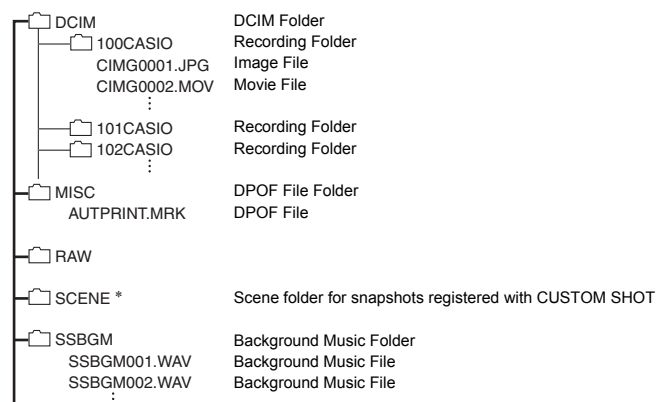 DCIM DCIM Folder
100CASIO Recording Folder
CIMG0001.JPG Image File
CIMG0002.MOV Movie File
101CASIO Recording Folder
102CASIO Recording Folder
MISC DPOF File Folder
AUTPRINT.MRK DPOF File
RAW
SCENE * Scene folder for snapshots registered with CUSTOM SHOT
SSBGM Background Music Folder
SSBGM001.WAV Background Music File
SSBGM002.WAV Background Music File